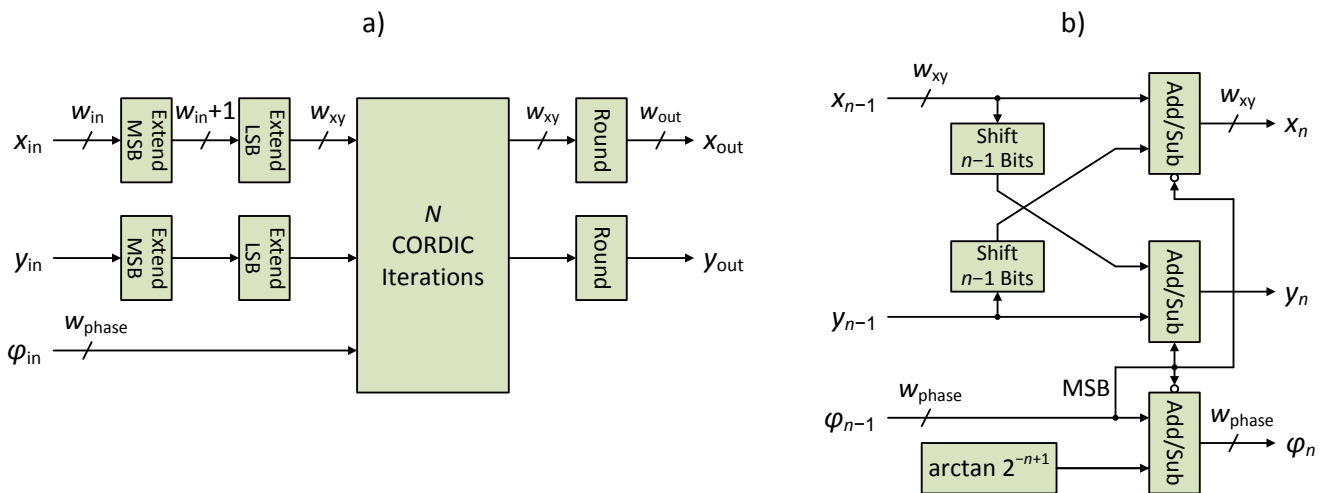 a)
w_in
w_in+1
w_xy
w_xy
w_out
x_in
Extend MSB
Extend LSB
Round
x_out
y_in
Extend MSB
Extend LSB
Round
y_out
N
CORDIC
Iterations
w_phase
φ_in
b)
w_xy
x_n−1
Shift
n−1 Bits
Add/Sub
w_xy
x_n
Shift
n−1 Bits
y_n−1
Add/Sub
y_n
MSB
w_phase
φ_n−1
arctan 2^−n+1
Add/Sub
w_phase
φ_n